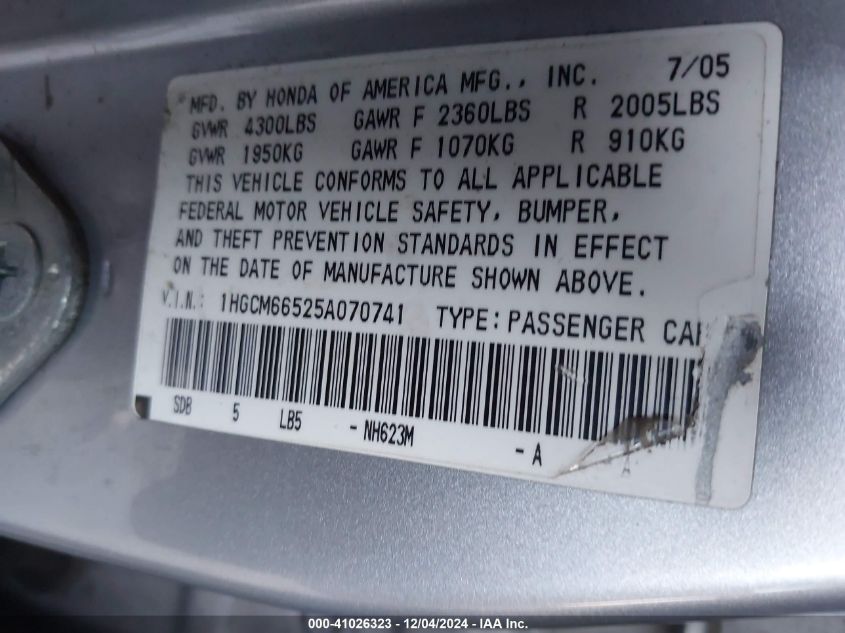 MFD. BY HONDA OF AMERICA MFG., INC. 7/05
GVWR 4300LBS GAWR F 2360LBS R 2005LBS
GVWR 1950KG GAWR F 1070KG R 910KG
THIS VEHICLE CONFORMS TO ALL APPLICABLE
FEDERAL MOTOR VEHICLE SAFETY, BUMPER,
AND THEFT PREVENTION STANDARDS IN EFFECT
ON THE DATE OF MANUFACTURE SHOWN ABOVE.
V.I.N.: 1HGCM66525A070741 TYPE: PASSENGER CAR
SDB 5 LB5 - NH623M - A
000-41026323 - 12/04/2024 - IAA Inc.